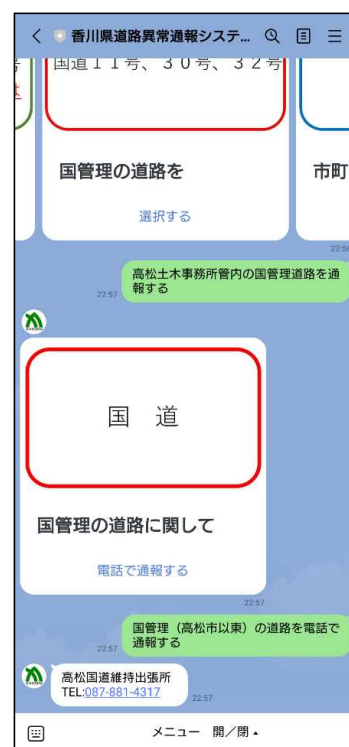 香川県道路異常通報システ...
国道11号、30号、32号
国管理の道路を
市町
選択する
22:56
高松土木事務所管内の国管理道路を通
報する
22:57
国　道
国管理の道路に関して
電話で通報する
22:57
国管理（高松市以東）の道路を電話で
通報する
22:57
高松国道維持出張所
TEL:087-881-4317
22:57
メニュー　開／閉▲